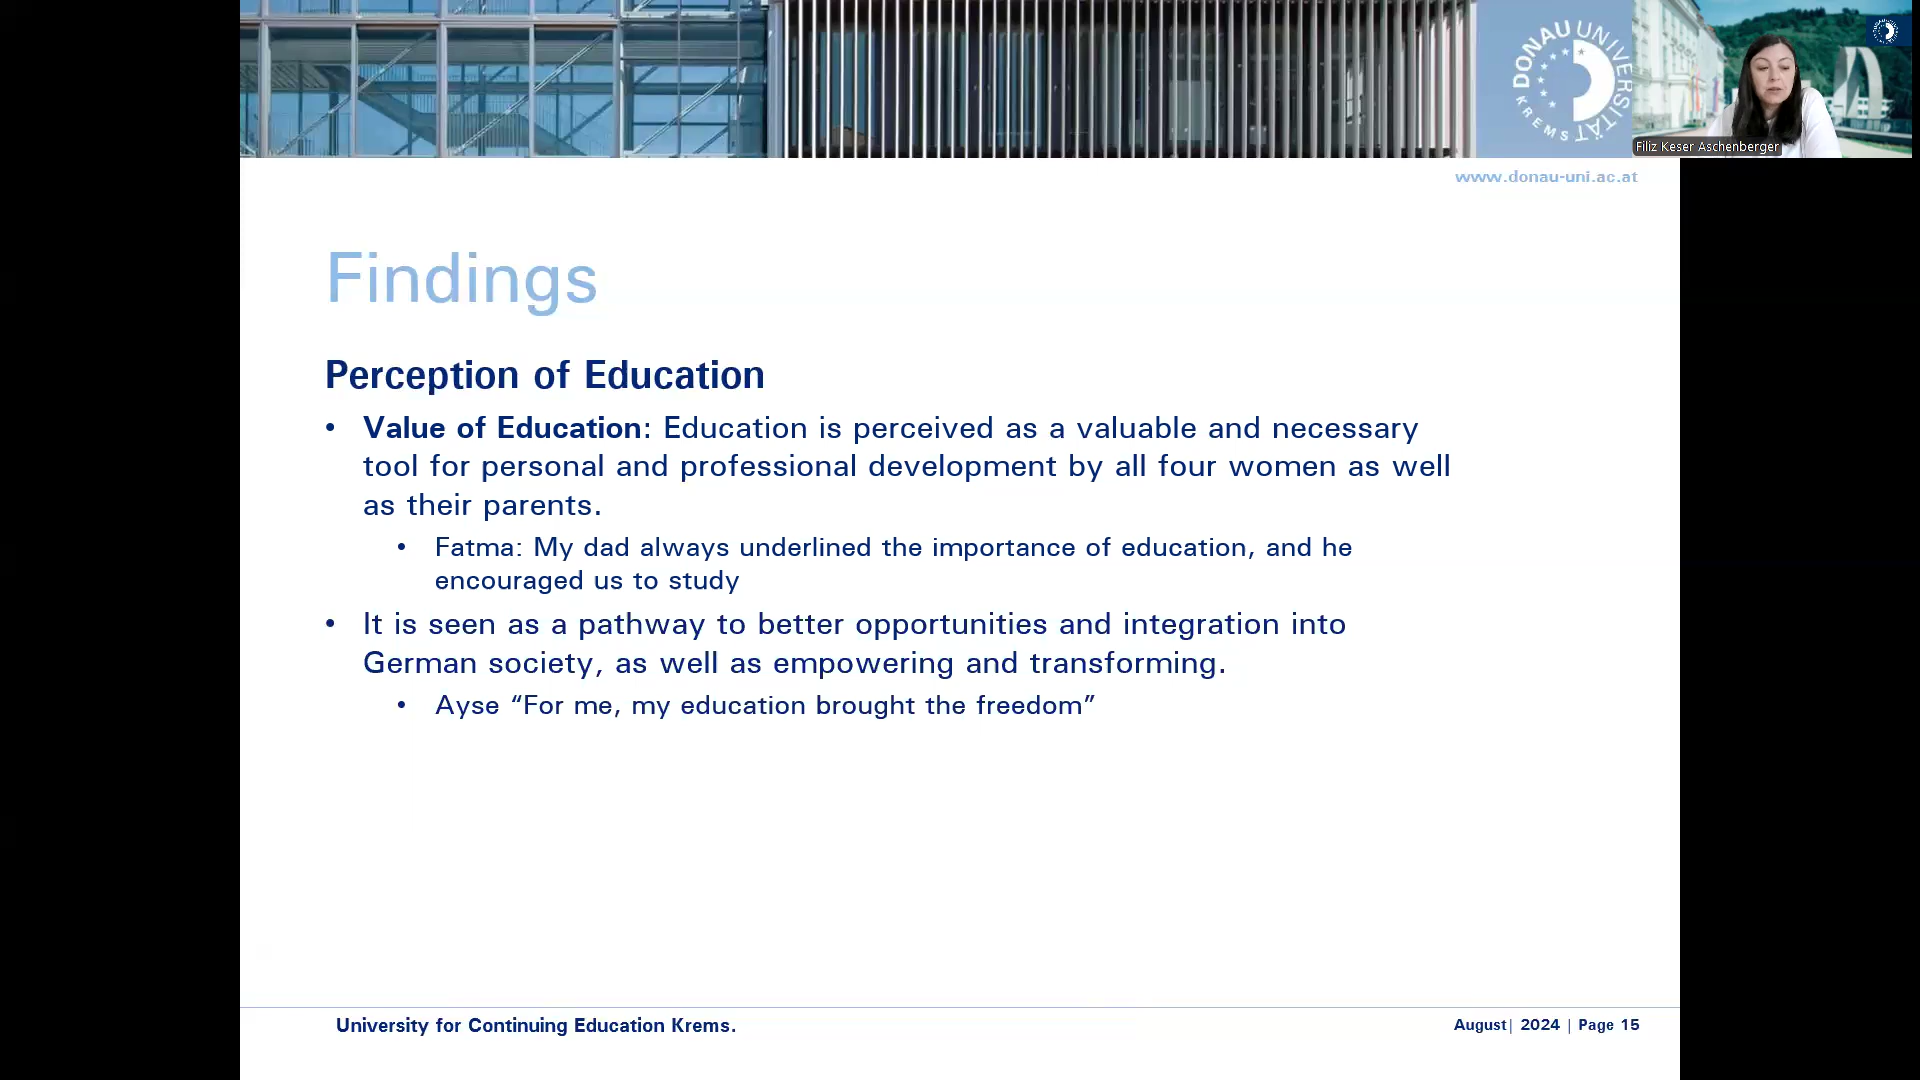 DONAU UNIVERSITÄT KREMS
Filiz Keser Aschenberger
www.donau-uni.ac.at
Findings
Perception of Education
• Value of Education: Education is perceived as a valuable and necessary
tool for personal and professional development by all four women as well
as their parents.
• Fatma: My dad always underlined the importance of education, and he
encouraged us to study
• It is seen as a pathway to better opportunities and integration into
German society, as well as empowering and transforming.
• Ayse “For me, my education brought the freedom”
University for Continuing Education Krems.
August| 2024 | Page 15